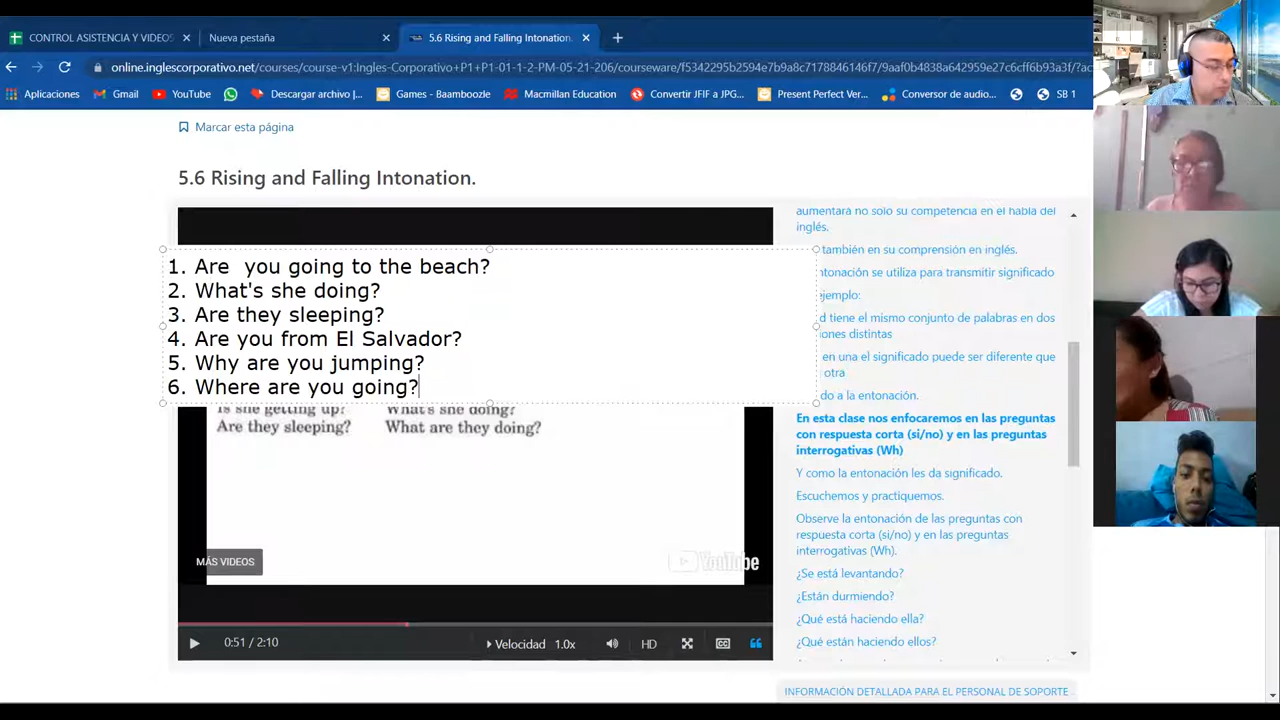 CONTROL ASISTENCIA Y VIDEOS
Nueva pestaña
5.6 Rising and Falling Intonation.
online.inglescorporativo.net/courses/course-v1:Ingles-Corporativo+P1+P1-01-1-2-PM-05-21-206/courseware/f5342295b2594e7b9a8c7178846146f7/9aaf0b4838a642959e27c6cff6b93a3f/?ac
Aplicaciones
Gmail
YouTube
Descargar archivo |...
Games - Baamboozle
Macmillan Education
Convertir JFIF a JPG...
Present Perfect Ver...
Conversor de audio...
SB 1
Marcar esta página
5.6 Rising and Falling Intonation.
1. Are you going to the beach?
2. What's she doing?
3. Are they sleeping?
4. Are you from El Salvador?
5. Why are you jumping?
6. Where are you going?
Is she getting up? What's she doing?
Are they sleeping? What are they doing?
MÁS VIDEOS
YouTube
0:51 / 2:10
Velocidad 1.0x
HD
CC
aumentará no solo su competencia en el habla del
inglés.
también en su comprensión en inglés.
entonación se utiliza para transmitir significado
ejemplo:
d tiene el mismo conjunto de palabras en dos
iones distintas
en una el significado puede ser diferente que
otra
do a la entonación.
En esta clase nos enfocaremos en las preguntas
con respuesta corta (si/no) y en las preguntas
interrogativas (Wh)
Y como la entonación les da significado.
Escuchemos y practiquemos.
Observe la entonación de las preguntas con
respuesta corta (si/no) y en las preguntas
interrogativas (Wh).
¿Se está levantando?
¿Están durmiendo?
¿Qué está haciendo ella?
¿Qué están haciendo ellos?
INFORMACIÓN DETALLADA PARA EL PERSONAL DE SOPORTE